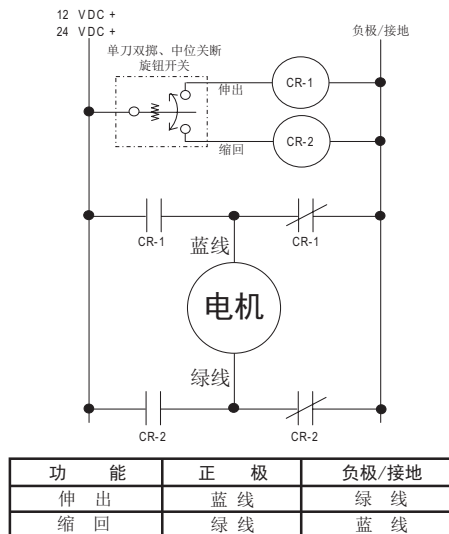 12 VDC +
24 VDC +
负极/接地
单刀双掷、中位关断
旋钮开关
伸出
CR-1
缩回
CR-2
CR-1
CR-1
蓝线
电机
绿线
CR-2
CR-2
功 能 正 极 负极/接地
伸 出 蓝 线 绿 线
缩 回 绿 线 蓝 线